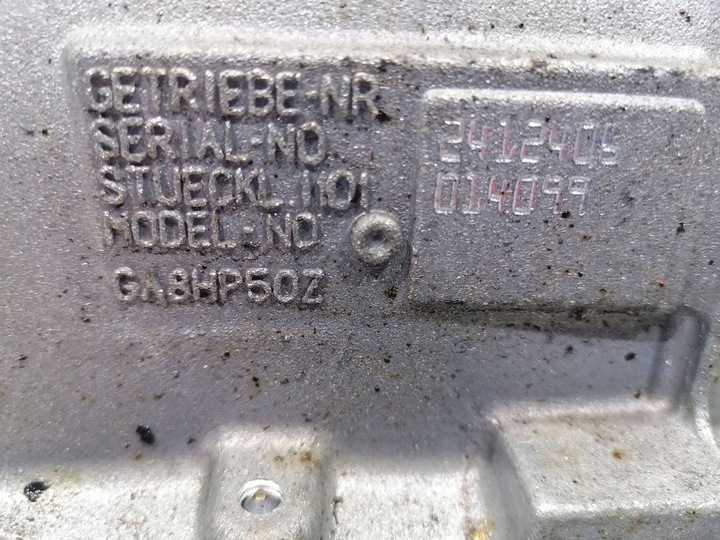 GETRIEBE-NR
SERIAL-NO.
STUECKL.1101
MODEL-NO
GA8HP50Z
2412405
014099